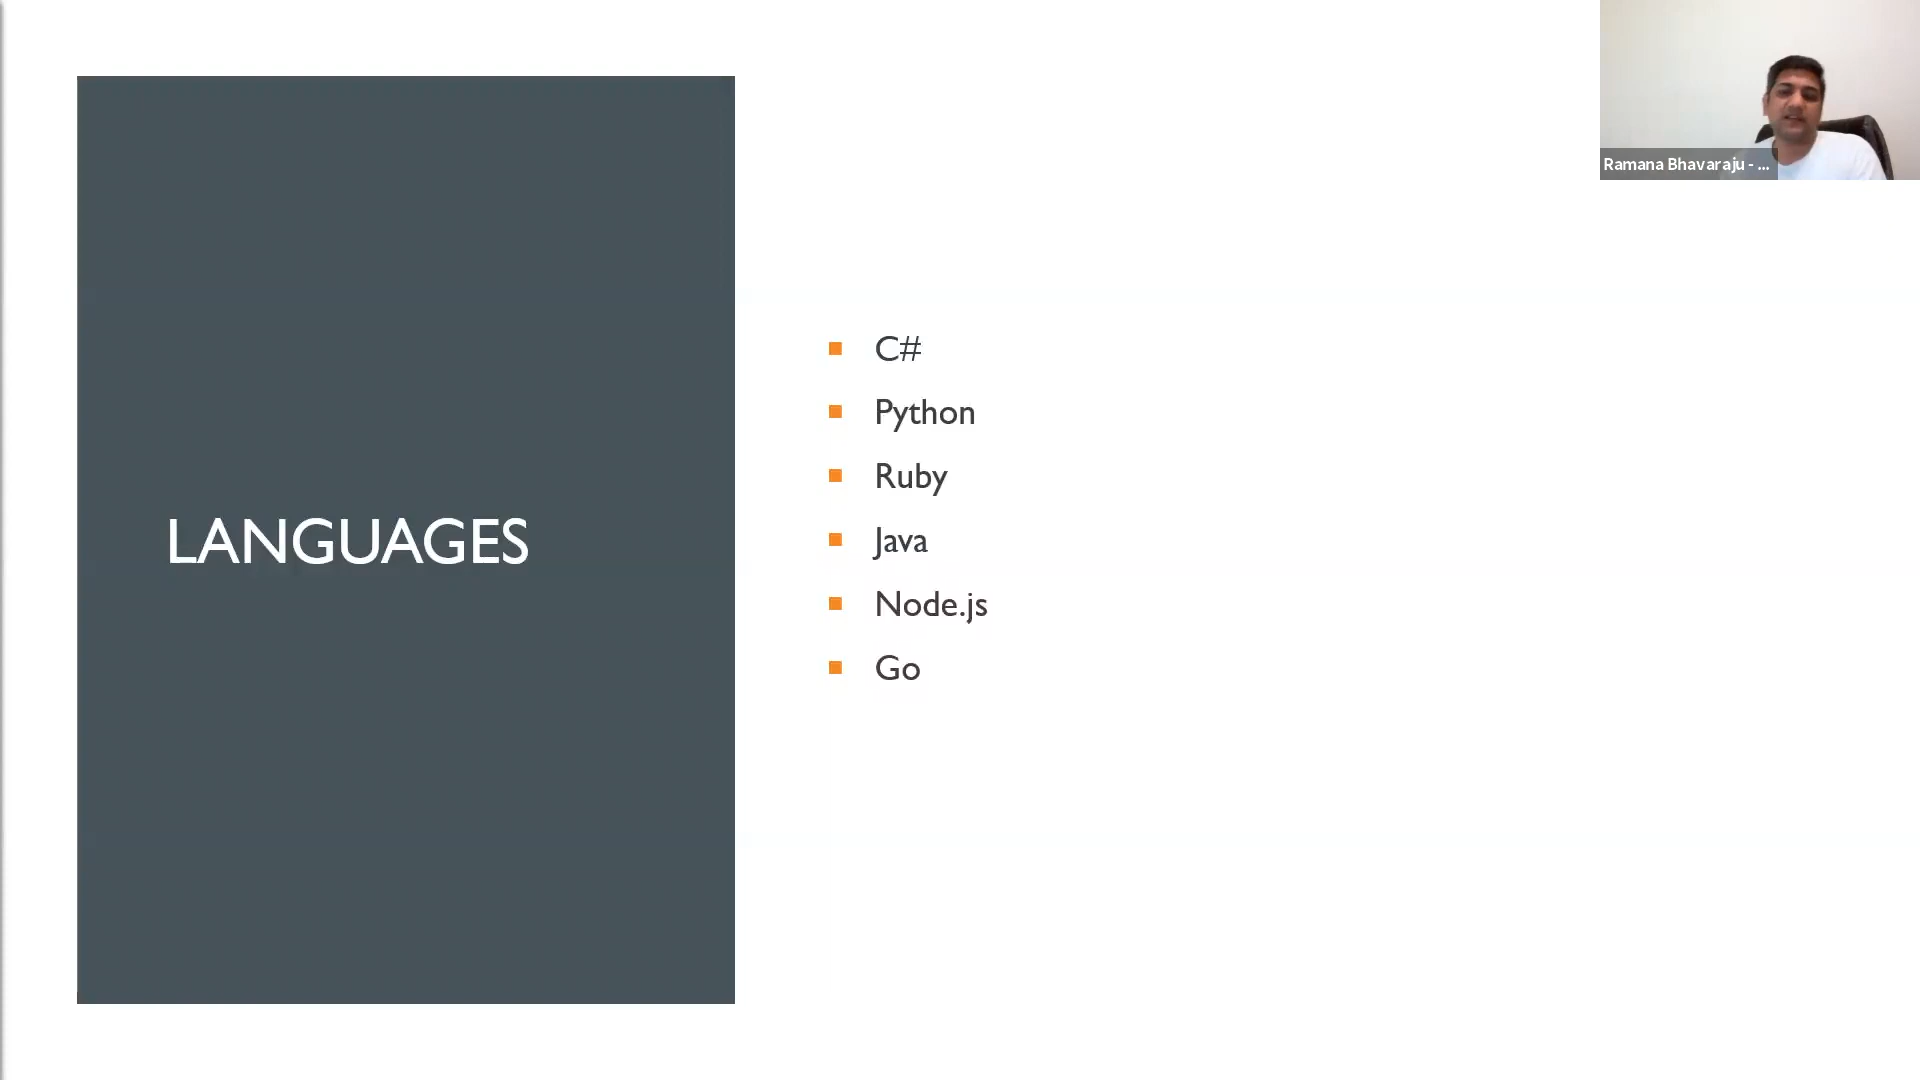 LANGUAGES
C#
Python
Ruby
Java
Node.js
Go
Ramana Bhavaraju - ...